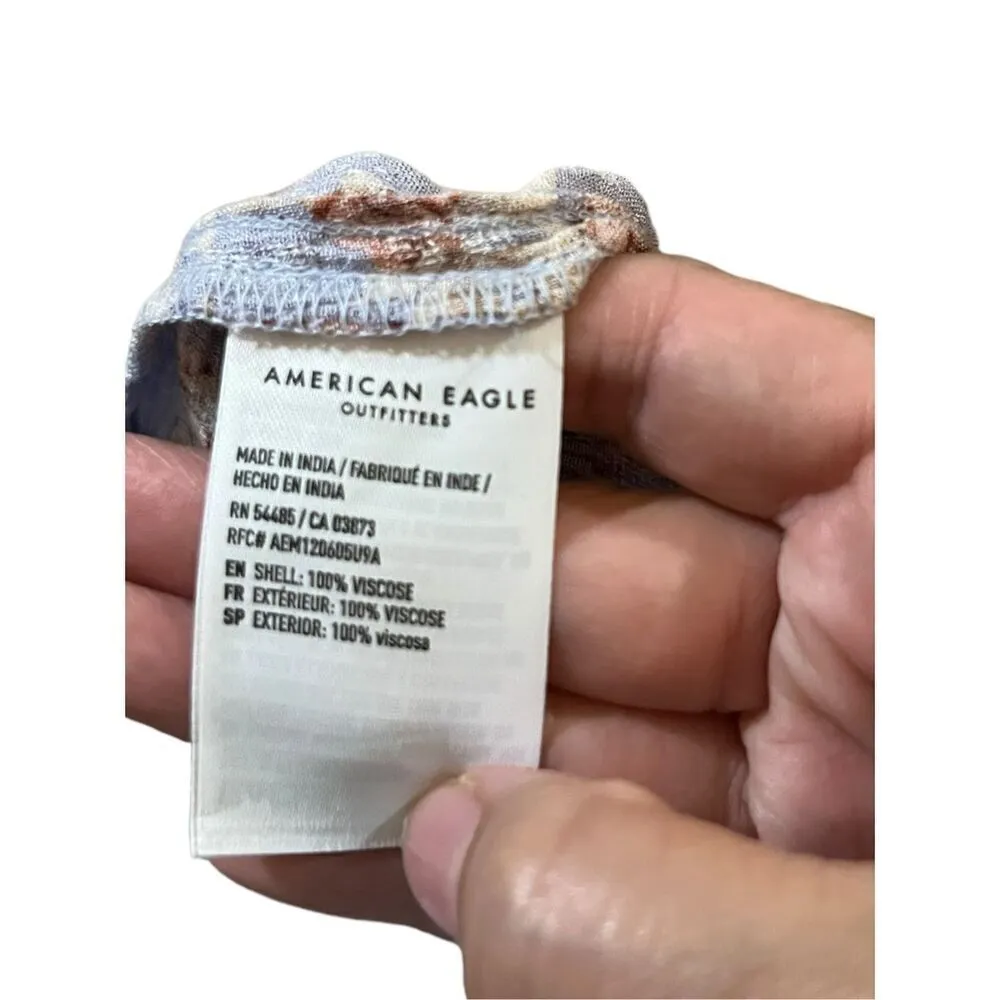 AMERICAN EAGLE
OUTFITTERS
MADE IN INDIA / FABRIQUÉ EN INDE /
HECHO EN INDIA
RN 54485 / CA 03873
RFC# AEM120605U9A
EN SHELL: 100% VISCOSE
FR EXTÉRIEUR: 100% VISCOSE
SP EXTERIOR: 100% viscosa